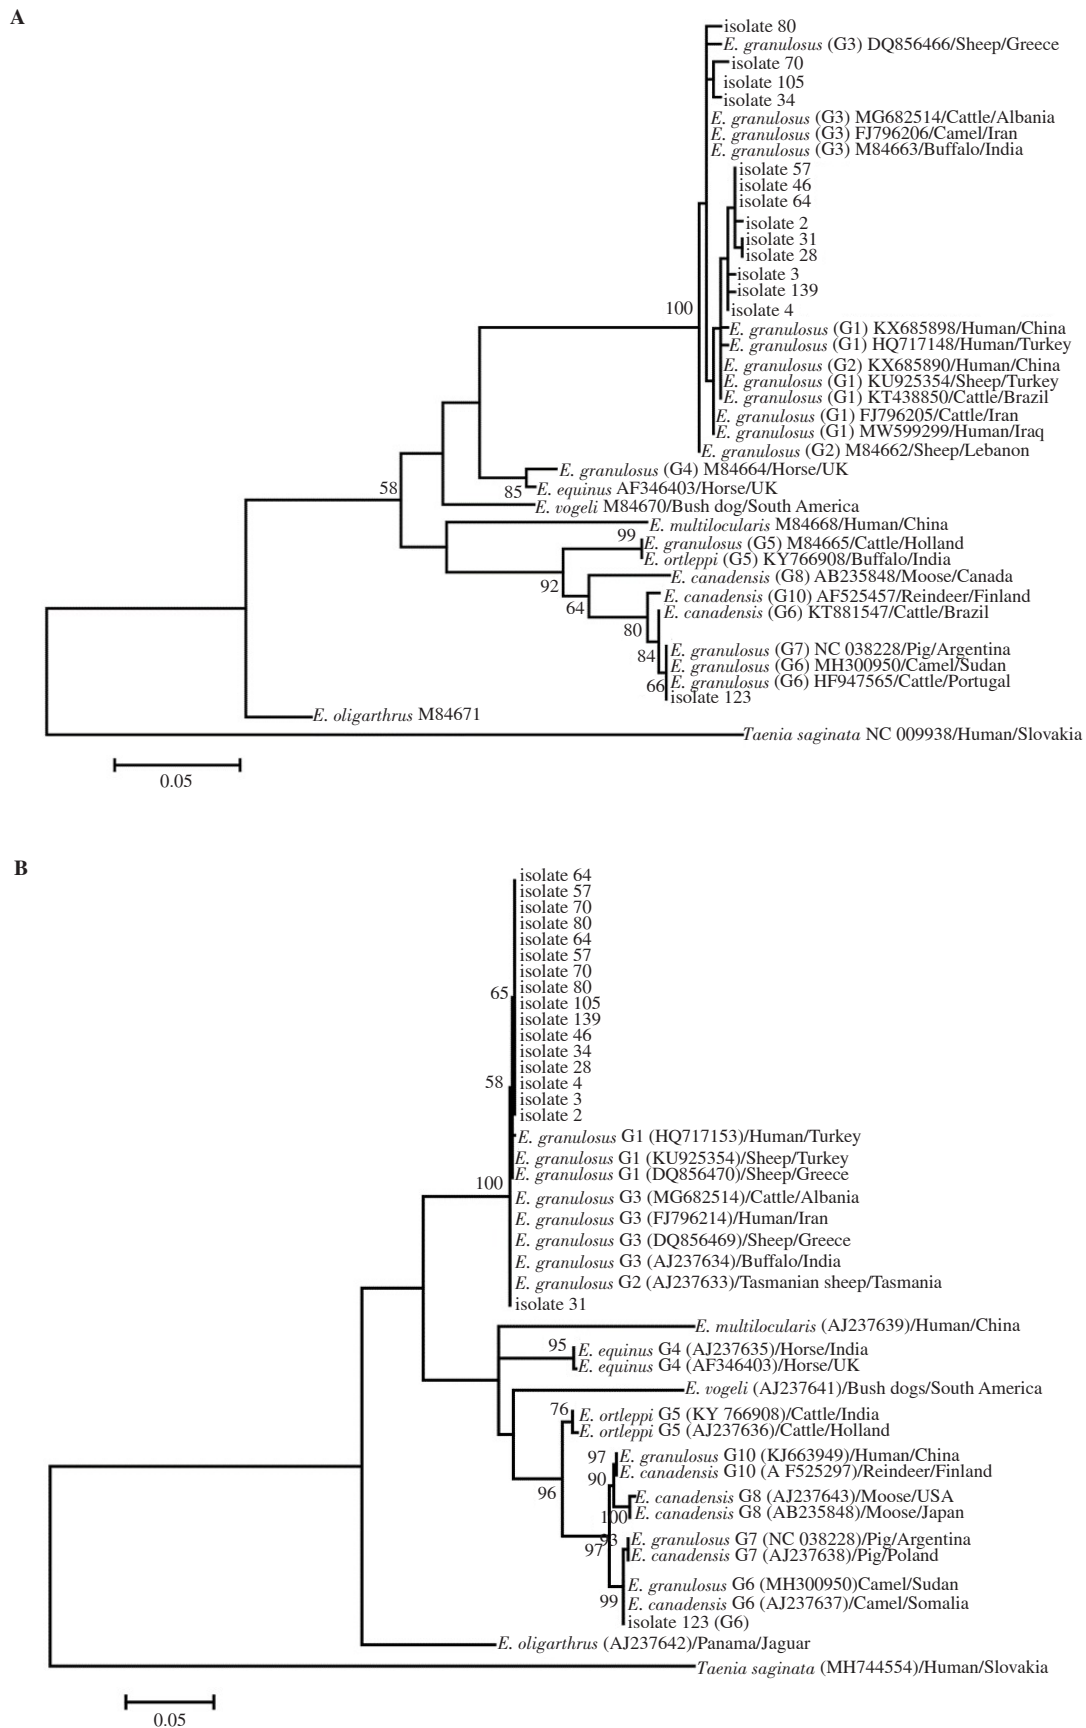 A
isolate 80
E. granulosus (G3) DQ856466/Sheep/Greece
isolate 70
isolate 105
isolate 34
E. granulosus (G3) MG682514/Cattle/Albania
E. granulosus (G3) FJ796206/Camel/Iran
E. granulosus (G3) M84663/Buffalo/India
isolate 57
isolate 46
isolate 64
isolate 2
isolate 31
isolate 28
isolate 3
isolate 139
isolate 4
100
E. granulosus (G1) KX685898/Human/China
E. granulosus (G1) HQ717148/Human/Turkey
E. granulosus (G2) KX685890/Human/China
E. granulosus (G1) KU925354/Sheep/Turkey
E. granulosus (G1) KT438850/Cattle/Brazil
E. granulosus (G1) FJ796205/Cattle/Iran
E. granulosus (G1) MW599299/Human/Iraq
E. granulosus (G2) M84662/Sheep/Lebanon
E. granulosus (G4) M84664/Horse/UK
58
85
E. equinus AF346403/Horse/UK
E. vogeli M84670/Bush dog/South America
E. multilocularis M84668/Human/China
99
E. granulosus (G5) M84665/Cattle/Holland
E. ortleppi (G5) KY766908/Buffalo/India
92
E. canadensis (G8) AB235848/Moose/Canada
64
E. canadensis (G10) AF525457/Reindeer/Finland
E. canadensis (G6) KT881547/Cattle/Brazil
80
E. granulosus (G7) NC 038228/Pig/Argentina
84
E. granulosus (G6) MH300950/Camel/Sudan
66
E. granulosus (G6) HF947565/Cattle/Portugal
isolate 123
E. oligarthrus M84671
Taenia saginata NC 009938/Human/Slovakia
0.05
B
isolate 64
isolate 57
isolate 70
isolate 80
isolate 64
isolate 57
isolate 70
isolate 80
65
isolate 105
isolate 139
isolate 46
isolate 34
isolate 28
58
isolate 4
isolate 3
isolate 2
E. granulosus G1 (HQ717153)/Human/Turkey
E. granulosus G1 (KU925354)/Sheep/Turkey
E. granulosus G1 (DQ856470)/Sheep/Greece
100
E. granulosus G3 (MG682514)/Cattle/Albania
E. granulosus G3 (FJ796214)/Human/Iran
E. granulosus G3 (DQ856469)/Sheep/Greece
E. granulosus G3 (AJ237634)/Buffalo/India
E. granulosus G2 (AJ237633)/Tasmanian sheep/Tasmania
isolate 31
E. multilocularis (AJ237639)/Human/China
95
E. equinus G4 (AJ237635)/Horse/India
E. equinus G4 (AF346403)/Horse/UK
E. vogeli (AJ237641)/Bush dogs/South America
76
E. ortleppi G5 (KY 766908)/Cattle/India
E. ortleppi G5 (AJ237636)/Cattle/Holland
97
E. granulosus G10 (KJ663949)/Human/China
90
E. canadensis G10 (A F525297)/Reindeer/Finland
96
E. canadensis G8 (AJ237643)/Moose/USA
100
E. canadensis G8 (AB235848)/Moose/Japan
93
E. granulosus G7 (NC 038228)/Pig/Argentina
97
E. canadensis G7 (AJ237638)/Pig/Poland
E. granulosus G6 (MH300950)Camel/Sudan
99
E. canadensis G6 (AJ237637)/Camel/Somalia
isolate 123 (G6)
E. oligarthrus (AJ237642)/Panama/Jaguar
Taenia saginata (MH744554)/Human/Slovakia
0.05